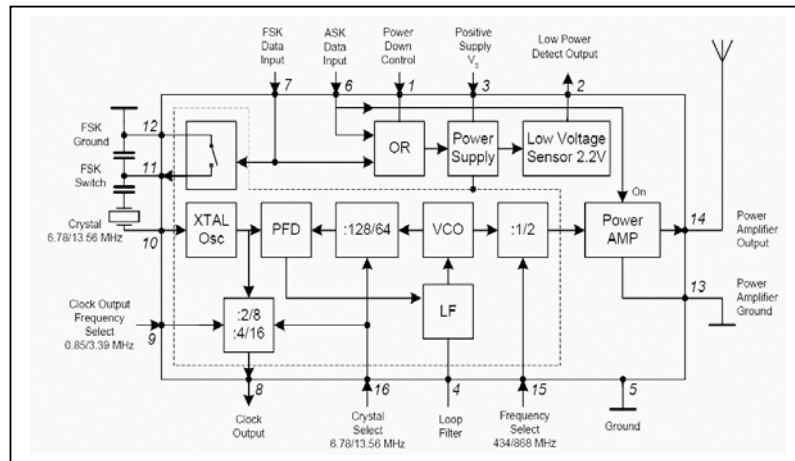 FSK
Data
Input
ASK
Data
Input
Power
Down
Control
Positive
Supply
VS
Low Power
Detect Output
7
6
1
3
2
FSK
Ground
12
FSK
Switch
11
OR
Power
Supply
Low Voltage
Sensor 2.2V
On
Crystal
6.78/13.56 MHz
10
XTAL
Osc
PFD
:128/64
VCO
:1/2
Power
AMP
14
Power
Amplifier
Output
13
Power
Amplifier
Ground
Clock Output
Frequency
Select
0.85/3.39 MHz
9
:2/8
:4/16
LF
8
16
4
15
5
Clock
Output
Crystal
Select
6.78/13.56 MHz
Loop
Filter
Frequency
Select
434/868 MHz
Ground